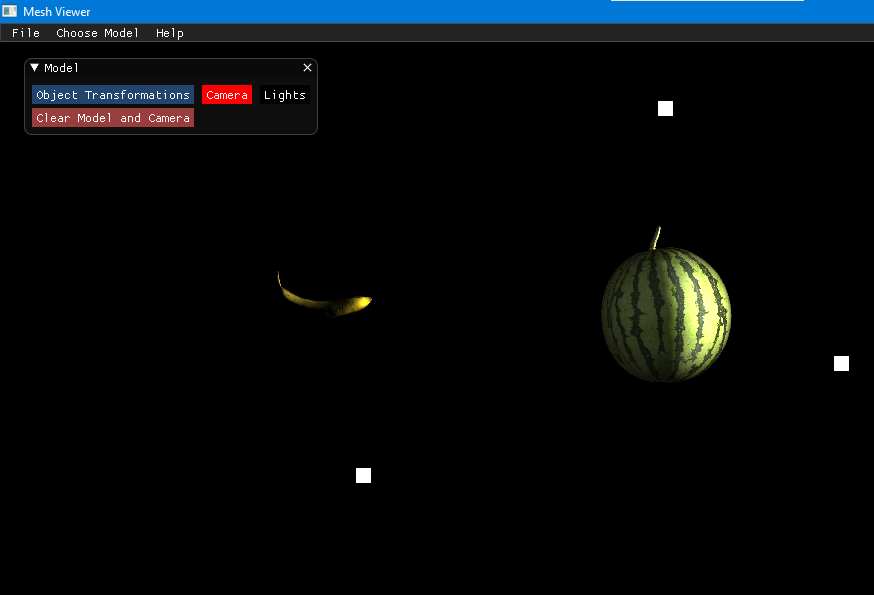 Mesh Viewer
File Choose Model Help
Model
Object Transformations Camera Lights
Clear Model and Camera